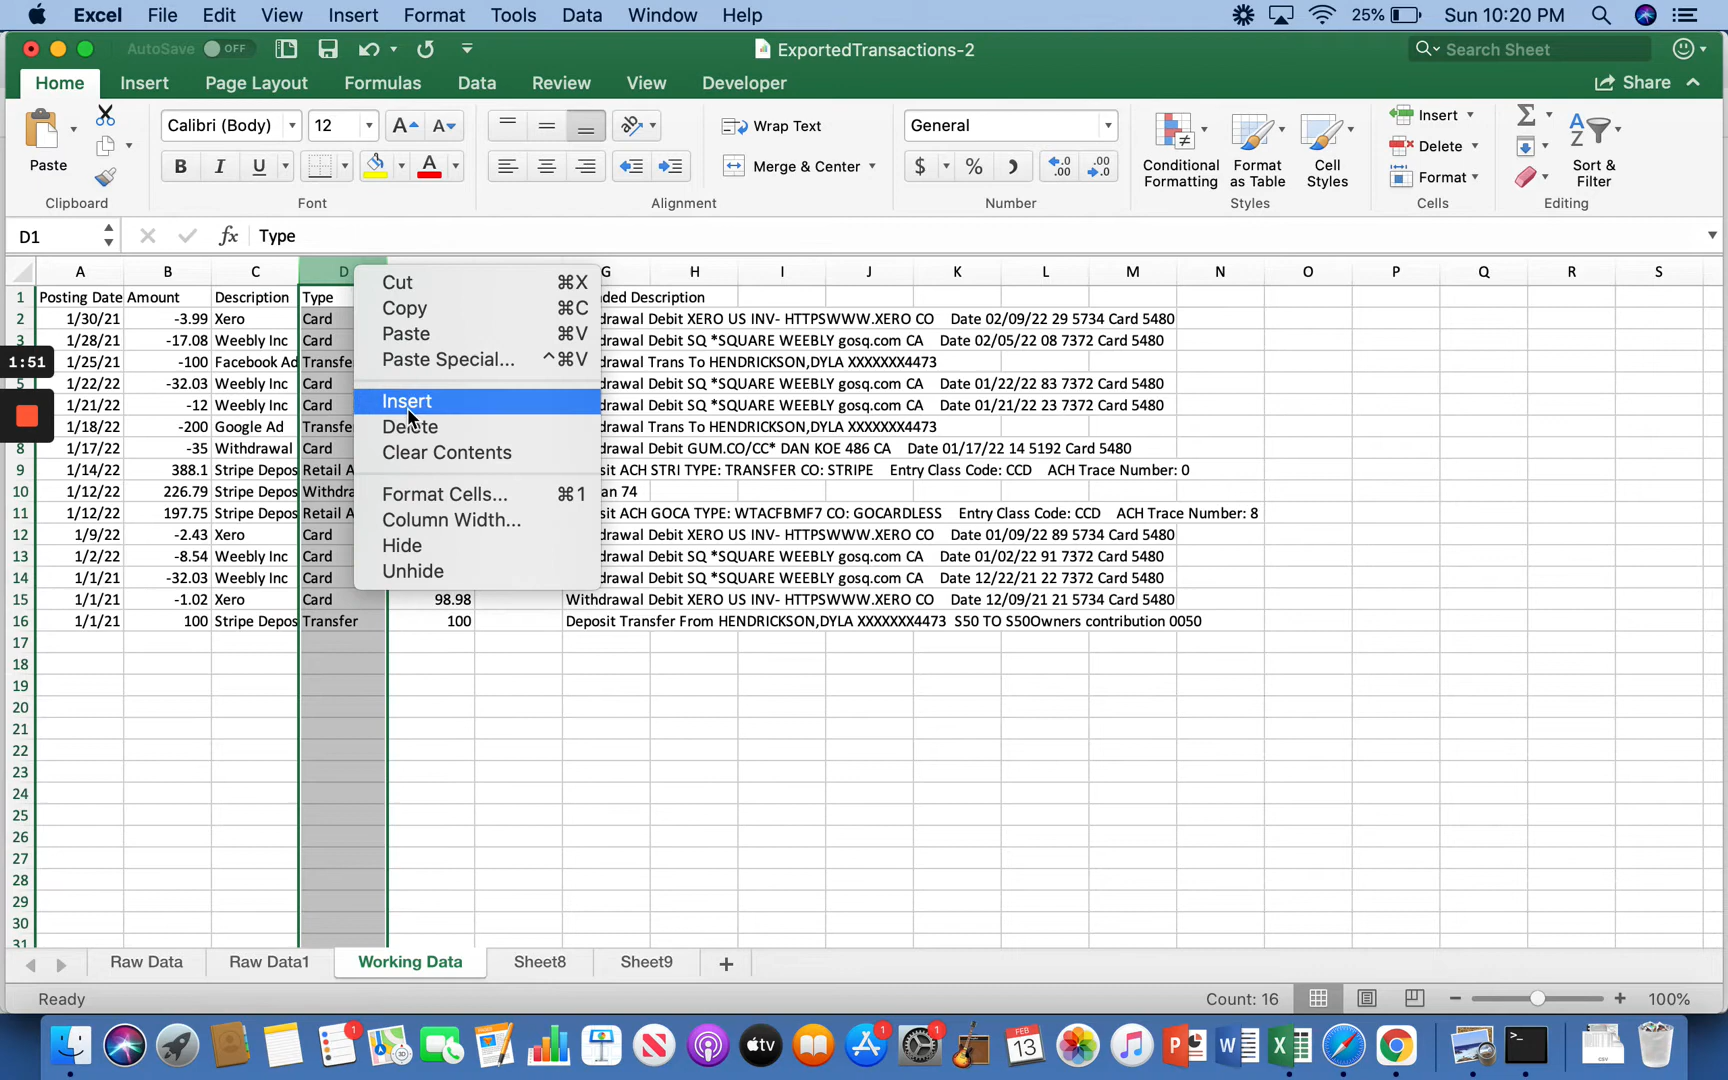 Excel File Edit View Insert Format Tools Data Window Help 25% Sun 10:20 PM
AutoSave OFF ExportedTransactions-2 Search Sheet
Home Insert Page Layout Formulas Data Review View Developer Share
Paste Calibri (Body) 12 Wrap Text General Insert
B I U Merge & Center $ % Conditional Formatting Format as Table Cell Styles Delete Format Sort & Filter
Clipboard Font Alignment Number Styles Cells Editing
D1 fx Type
A B C D G H I J K L M N O P Q R S
1 Posting Date Amount Description Type ded Description
2 1/30/21 -3.99 Xero Card drawal Debit XERO US INV- HTTPSWWW.XERO CO Date 02/09/22 29 5734 Card 5480
3 1/28/21 -17.08 Weebly Inc Card drawal Debit SQ *SQUARE WEEBLY gosq.com CA Date 02/05/22 08 7372 Card 5480
1/25/21 -100 Facebook Ad Transfe drawal Trans To HENDRICKSON,DYLA XXXXXXX4473
5 1/22/22 -32.03 Weebly Inc Card drawal Debit SQ *SQUARE WEEBLY gosq.com CA Date 01/22/22 83 7372 Card 5480
1/21/22 -12 Weebly Inc Card drawal Debit SQ *SQUARE WEEBLY gosq.com CA Date 01/21/22 23 7372 Card 5480
1/18/22 -200 Google Ad Transfe drawal Trans To HENDRICKSON,DYLA XXXXXXX4473
8 1/17/22 -35 Withdrawal Card drawal Debit GUM.CO/CC* DAN KOE 486 CA Date 01/17/22 14 5192 Card 5480
9 1/14/22 388.1 Stripe Depos Retail A sit ACH STRI TYPE: TRANSFER CO: STRIPE Entry Class Code: CCD ACH Trace Number: 0
10 1/12/22 226.79 Stripe Depos Withdra an 74
11 1/12/22 197.75 Stripe Depos Retail A sit ACH GOCA TYPE: WTACFBMF7 CO: GOCARDLESS Entry Class Code: CCD ACH Trace Number: 8
12 1/9/22 -2.43 Xero Card drawal Debit XERO US INV- HTTPSWWW.XERO CO Date 01/09/22 89 5734 Card 5480
13 1/2/22 -8.54 Weebly Inc Card drawal Debit SQ *SQUARE WEEBLY gosq.com CA Date 01/02/22 91 7372 Card 5480
14 1/1/21 -32.03 Weebly Inc Card drawal Debit SQ *SQUARE WEEBLY gosq.com CA Date 12/22/21 22 7372 Card 5480
15 1/1/21 -1.02 Xero Card 98.98 Withdrawal Debit XERO US INV- HTTPSWWW.XERO CO Date 12/09/21 21 5734 Card 5480
16 1/1/21 100 Stripe Depos Transfer 100 Deposit Transfer From HENDRICKSON,DYLA XXXXXXX4473 S50 TO S50Owners contribution 0050
17
18
19
20
21
22
23
24
25
26
27
28
29
30
31
1:51
Cut ⌘X
Copy ⌘C
Paste ⌘V
Paste Special... ^⌘V
Insert
Delete
Clear Contents
Format Cells... ⌘1
Column Width...
Hide
Unhide
Raw Data Raw Data1 Working Data Sheet8 Sheet9
Ready Count: 16 100%
1 tv 1 1 FEB 13 P W X CSV